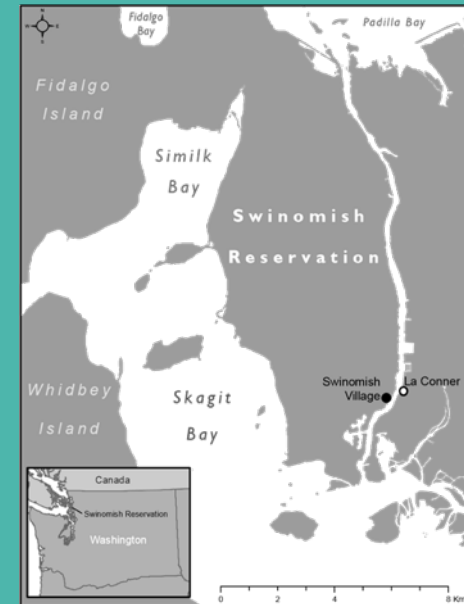 N
W
E
S
Fidalgo
Bay
Padilla Bay
Fidalgo
Island
Similk
Bay
Swinomish
Reservation
Whidbey
Island
Skagit
Bay
Swinomish
Village
La Conner
Canada
Swinomish Reservation
Washington
0
4
8 Km